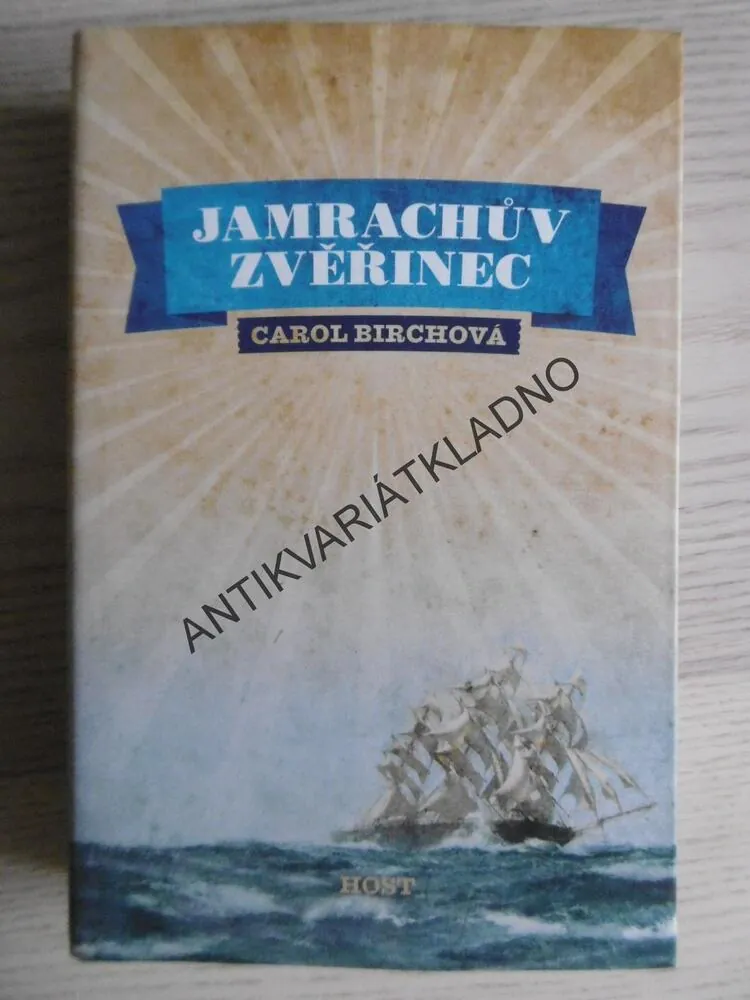 JAMRACHŮV
ZVĚŘINEC
CAROL BIRCHOVÁ
ANTIKVARIÁTKLADNO
HOST